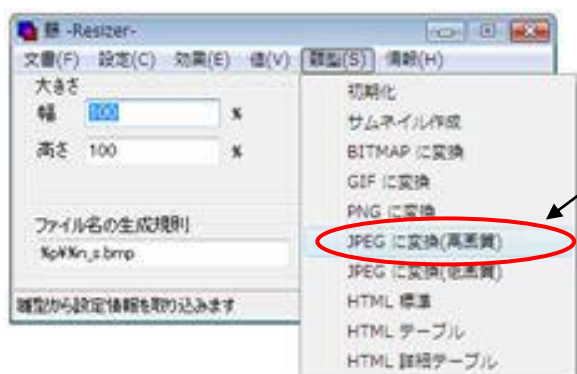 藤 -Resizer-
文書(F) 設定(C) 効果(E) 値(V) 雛型(S) 情報(H)
大きさ
幅 100 %
高さ 100 %
ファイル名の生成規則
%p¥%n_s.bmp
雛型から設定情報を取り込みます
初期化
サムネイル作成
BITMAP に変換
GIF に変換
PNG に変換
JPEG に変換(高画質)
JPEG に変換(低画質)
HTML 標準
HTML テーブル
HTML 詳細テーブル